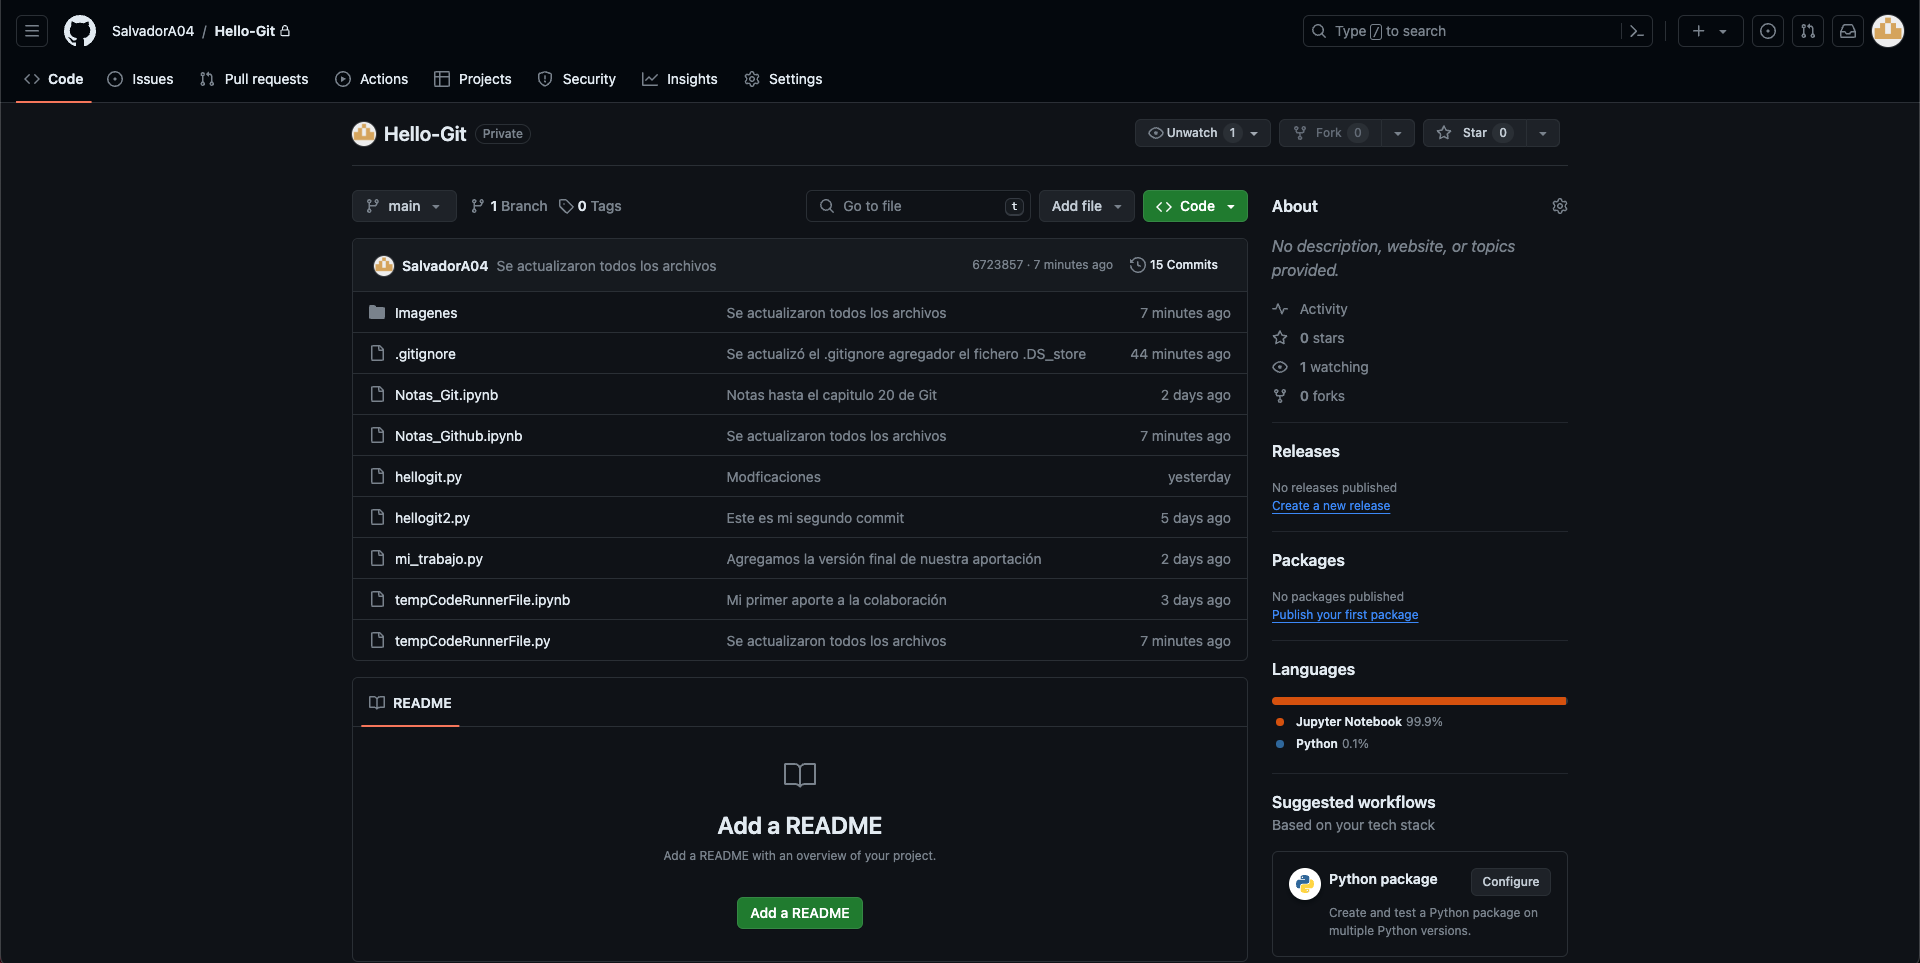 SalvadorA04 / Hello-Git
Type / to search
Code Issues Pull requests Actions Projects Security Insights Settings
Hello-Git Private
Unwatch 1 Fork 0 Star 0
main 1 Branch 0 Tags
Go to file t Add file Code
SalvadorA04 Se actualizaron todos los archivos 6723857 · 7 minutes ago 15 Commits
Imagenes Se actualizaron todos los archivos 7 minutes ago
.gitignore Se actualizó el .gitignore agregador el fichero .DS_store 44 minutes ago
Notas_Git.ipynb Notas hasta el capitulo 20 de Git 2 days ago
Notas_Github.ipynb Se actualizaron todos los archivos 7 minutes ago
hellogit.py Modficaciones yesterday
hellogit2.py Este es mi segundo commit 5 days ago
mi_trabajo.py Agregamos la versión final de nuestra aportación 2 days ago
tempCodeRunnerFile.ipynb Mi primer aporte a la colaboración 3 days ago
tempCodeRunnerFile.py Se actualizaron todos los archivos 7 minutes ago
README
Add a README
Add a README with an overview of your project.
Add a README
About
No description, website, or topics
provided.
Activity
0 stars
1 watching
0 forks
Releases
No releases published
Create a new release
Packages
No packages published
Publish your first package
Languages
Jupyter Notebook 99.9%
Python 0.1%
Suggested workflows
Based on your tech stack
Python package Configure
Create and test a Python package on
multiple Python versions.